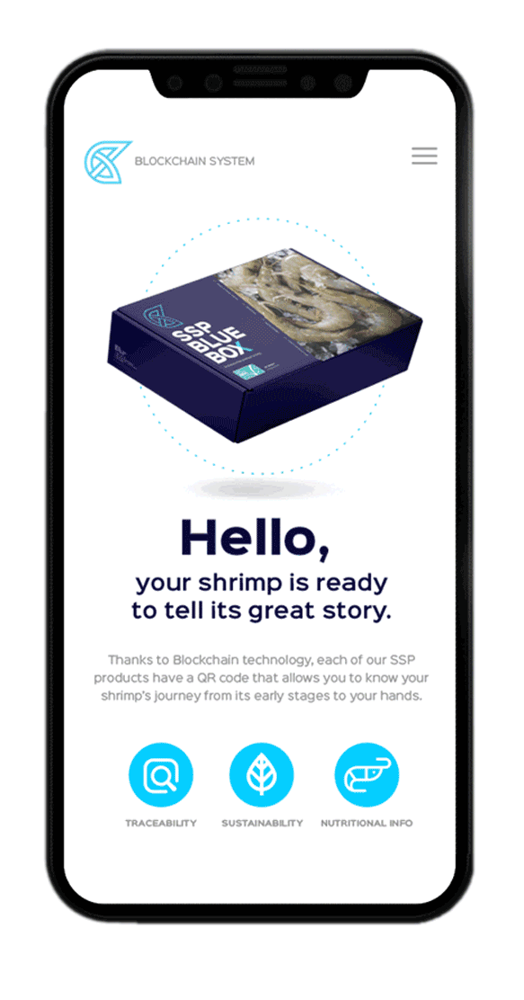 BLOCKCHAIN SYSTEM
SSP
BLUE
BOX
Hello,
your shrimp is ready
to tell its great story.
Thanks to Blockchain technology, each of our SSP
products have a QR code that allows you to know your
shrimp's journey from its early stages to your hands.
TRACEABILITY
SUSTAINABILITY
NUTRITIONAL INFO